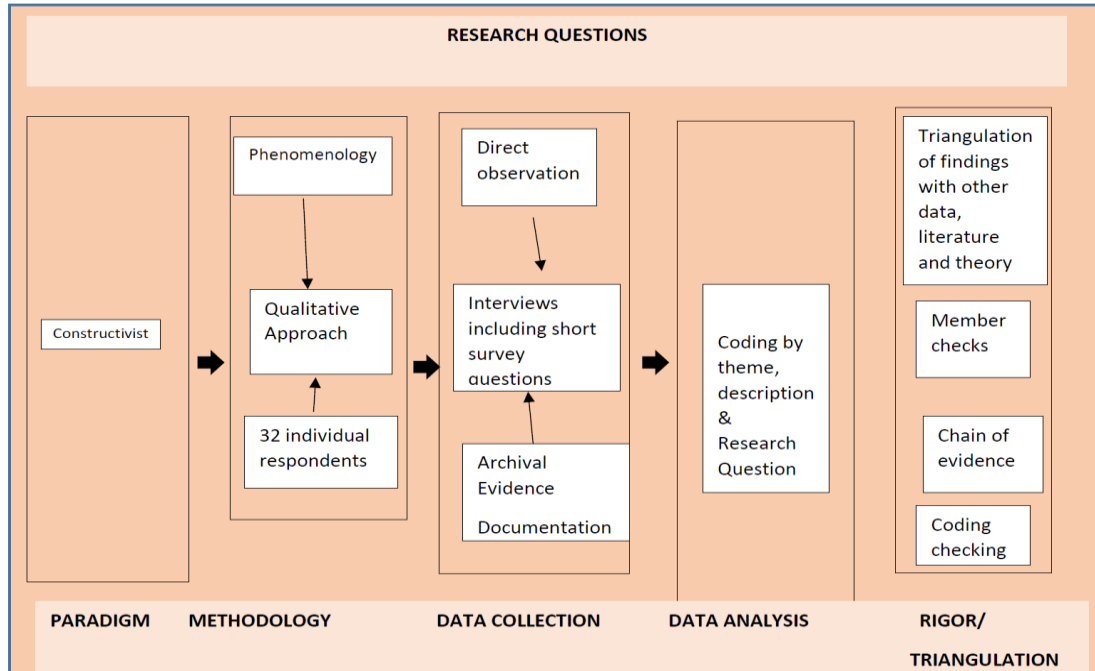 RESEARCH QUESTIONS
Constructivist
Phenomenology
Qualitative
Approach
32 individual
respondents
Direct
observation
Interviews
including short
survey
questions
Archival
Evidence
Documentation
Coding by
theme,
description
&
Research
Question
Triangulation
of findings
with other
data,
literature
and theory
Member
checks
Chain of
evidence
Coding
checking
PARADIGM
METHODOLOGY
DATA COLLECTION
DATA ANALYSIS
RIGOR/
TRIANGULATION